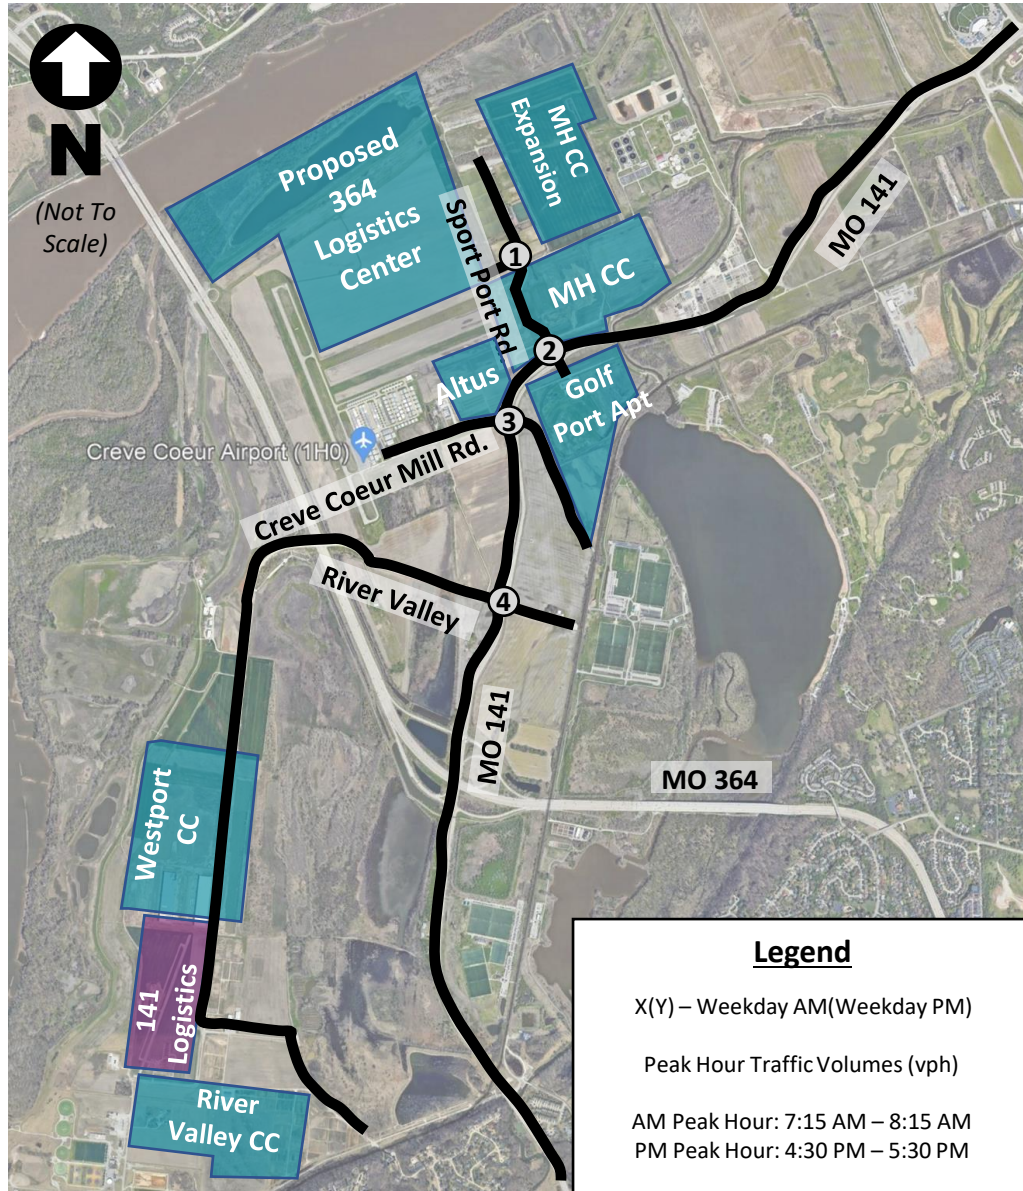 N
(Not To
Scale)
Proposed
364
Logistics
Center
MH CC
Expansion
Sport Port Rd
1
MH CC
MO 141
2
Altus
Golf
Port Apt
3
Creve Coeur Airport (1H0)
Creve Coeur Mill Rd.
River Valley
4
MO 141
MO 364
Westport
CC
141
Logistics
River
Valley CC
Legend
X(Y) – Weekday AM(Weekday PM)
Peak Hour Traffic Volumes (vph)
AM Peak Hour: 7:15 AM – 8:15 AM
PM Peak Hour: 4:30 PM – 5:30 PM